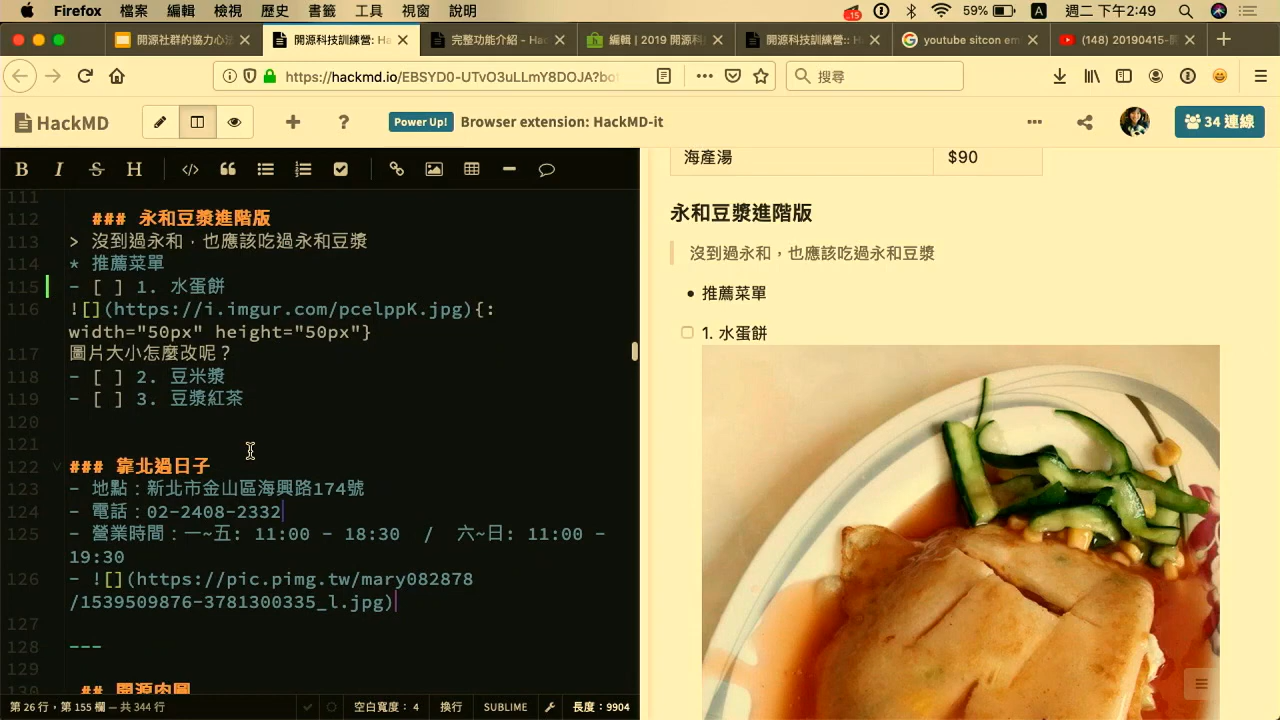 Firefox 檔案 編輯 檢視 歷史 書籤 工具 視窗 說明 :15 59% A 週二 下午2:49
開源社群的協力心 開源科技訓練營: Ha 完整功能介紹 - Hac 編輯 | 2019 開源科 開源科技訓練營:: Ha youtube sitcon em (148) 20190415-開
https://hackmd.io/EBSYD0-UTvO3uLLmY8DOJA?bo 搜尋
HackMD Power Up! Browser extension: HackMD-it 34 連線
B I S H
111
112 ### 永和豆漿進階版
113 > 沒到過永和，也應該吃過永和豆漿
114 * 推薦菜單
115 - [ ] 1. 水蛋餅
116 ![](https://i.imgur.com/pcelppK.jpg){:
width="50px" height="50px"}
117 圖片大小怎麼改呢？
118 - [ ] 2. 豆米漿
119 - [ ] 3. 豆漿紅茶
120
121
122 ### 靠北過日子
123 - 地點：新北市金山區海興路174號
124 - 電話：02-2408-2332
125 - 營業時間：一~五: 11:00 - 18:30 / 六~日: 11:00 -
19:30
126 - ![](https://pic.pimg.tw/mary082878
/1539509876-3781300335_l.jpg)
127
128 ---
129
130 ## 開源肉圓
第 26 行，第 155 欄 — 共 344 行 空白寬度： 4 換行 SUBLIME 長度：9904
海產湯 $90
永和豆漿進階版
沒到過永和，也應該吃過永和豆漿
• 推薦菜單
1. 水蛋餅